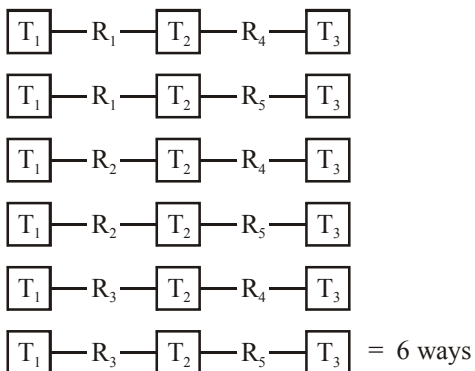 T₁ R₁ T₂ R₄ T₃
T₁ R₁ T₂ R₅ T₃
T₁ R₂ T₂ R₄ T₃
T₁ R₂ T₂ R₅ T₃
T₁ R₃ T₂ R₄ T₃
T₁ R₃ T₂ R₅ T₃ = 6 ways